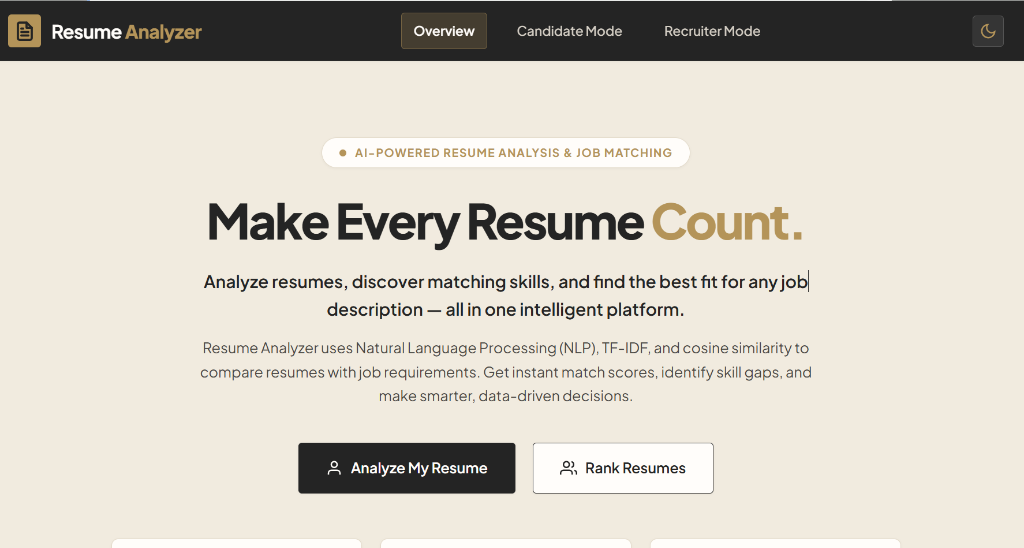 Resume Analyzer
Overview
Candidate Mode
Recruiter Mode
AI-POWERED RESUME ANALYSIS & JOB MATCHING
Make Every Resume Count.
Analyze resumes, discover matching skills, and find the best fit for any job
description — all in one intelligent platform.
Resume Analyzer uses Natural Language Processing (NLP), TF-IDF, and cosine similarity to
compare resumes with job requirements. Get instant match scores, identify skill gaps, and
make smarter, data-driven decisions.
Analyze My Resume
Rank Resumes